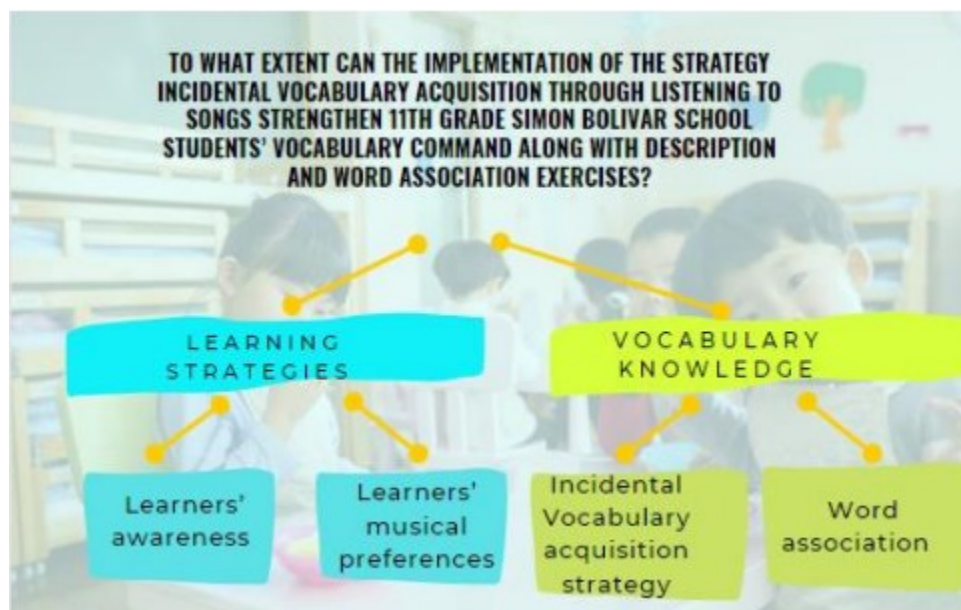 TO WHAT EXTENT CAN THE IMPLEMENTATION OF THE STRATEGY
INCIDENTAL VOCABULARY ACQUISITION THROUGH LISTENING TO
SONGS STRENGTHEN 11TH GRADE SIMON BOLIVAR SCHOOL
STUDENTS' VOCABULARY COMMAND ALONG WITH DESCRIPTION
AND WORD ASSOCIATION EXERCISES?
LEARNING
STRATEGIES
VOCABULARY
KNOWLEDGE
Learners'
awareness
Learners'
musical
preferences
Incidental
Vocabulary
acquisition
strategy
Word
association